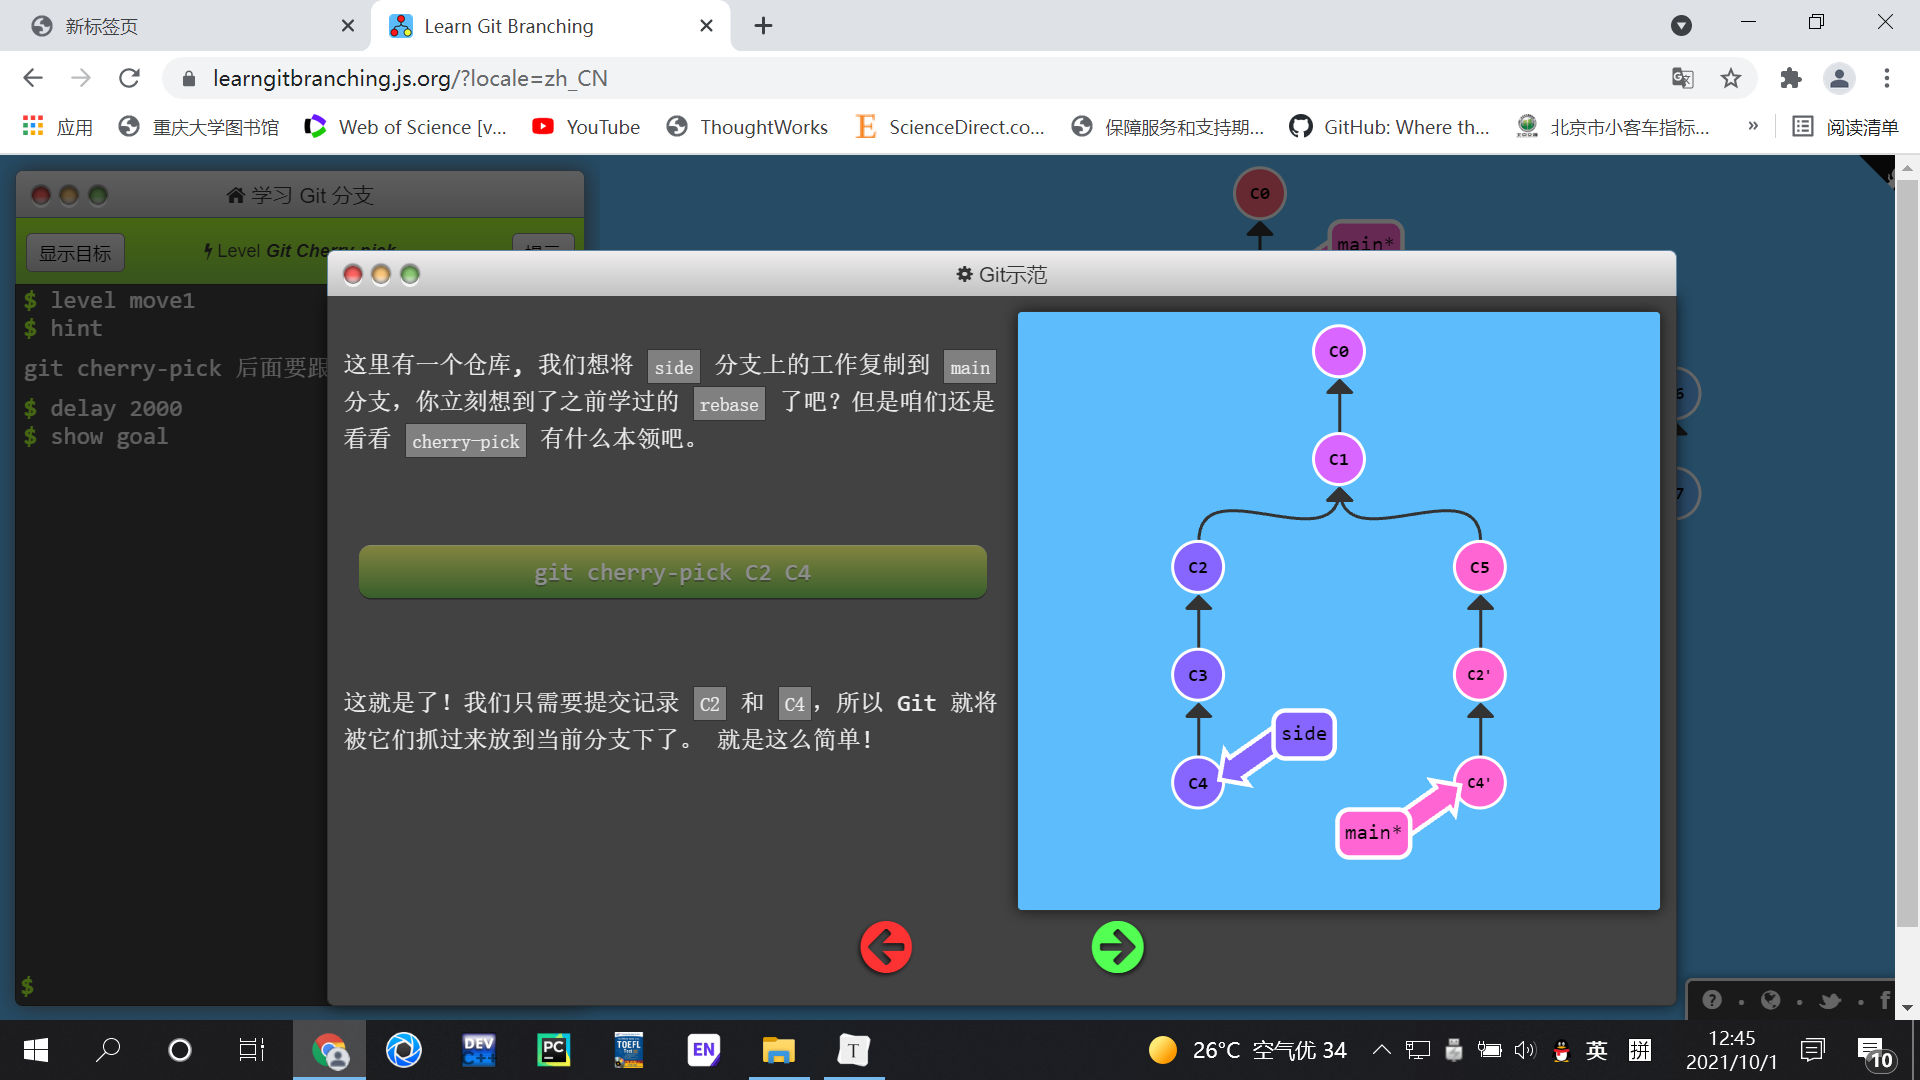 新标签页
Learn Git Branching
learngitbranching.js.org/?locale=zh_CN
应用
重庆大学图书馆
Web of Science [v...
YouTube
ThoughtWorks
ScienceDirect.co...
保障服务和支持期...
GitHub: Where th...
北京市小客车指标...
»
阅读清单
学习 Git 分支
显示目标
Level Git Cherry-pick
$ level move1
$ hint
git cherry-pick 后面要跟
$ delay 2000
$ show goal
$
C0
main*
Git示范
这里有一个仓库, 我们想将 side 分支上的工作复制到 main
分支，你立刻想到了之前学过的 rebase 了吧？但是咱们还是
看看 cherry-pick 有什么本领吧。
git cherry-pick C2 C4
这就是了！我们只需要提交记录 C2 和 C4，所以 Git 就将
被它们抓过来放到当前分支下了。 就是这么简单！
C0
C1
C2
C5
C3
C2'
side
C4
C4'
main*
DEV
C++
PC
TOEFL
EN
T
26°C 空气优 34
英
拼
12:45
2021/10/1
10